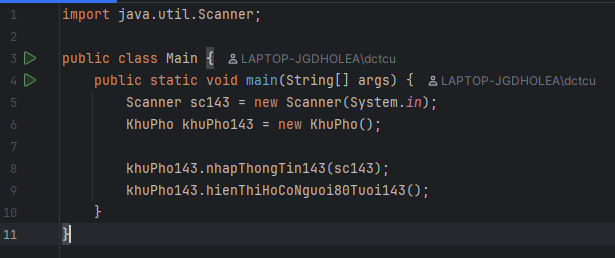 1 import java.util.Scanner;
2
3 public class Main { LAPTOP-JGDHOLEA\dctcu
4 public static void main(String[] args) { LAPTOP-JGDHOLEA\dctcu
5 Scanner sc143 = new Scanner(System.in);
6 KhuPho khuPho143 = new KhuPho();
7
8 khuPho143.nhapThongTin143(sc143);
9 khuPho143.hienThiHoCoNguoi80Tuoi143();
10 }
11 }